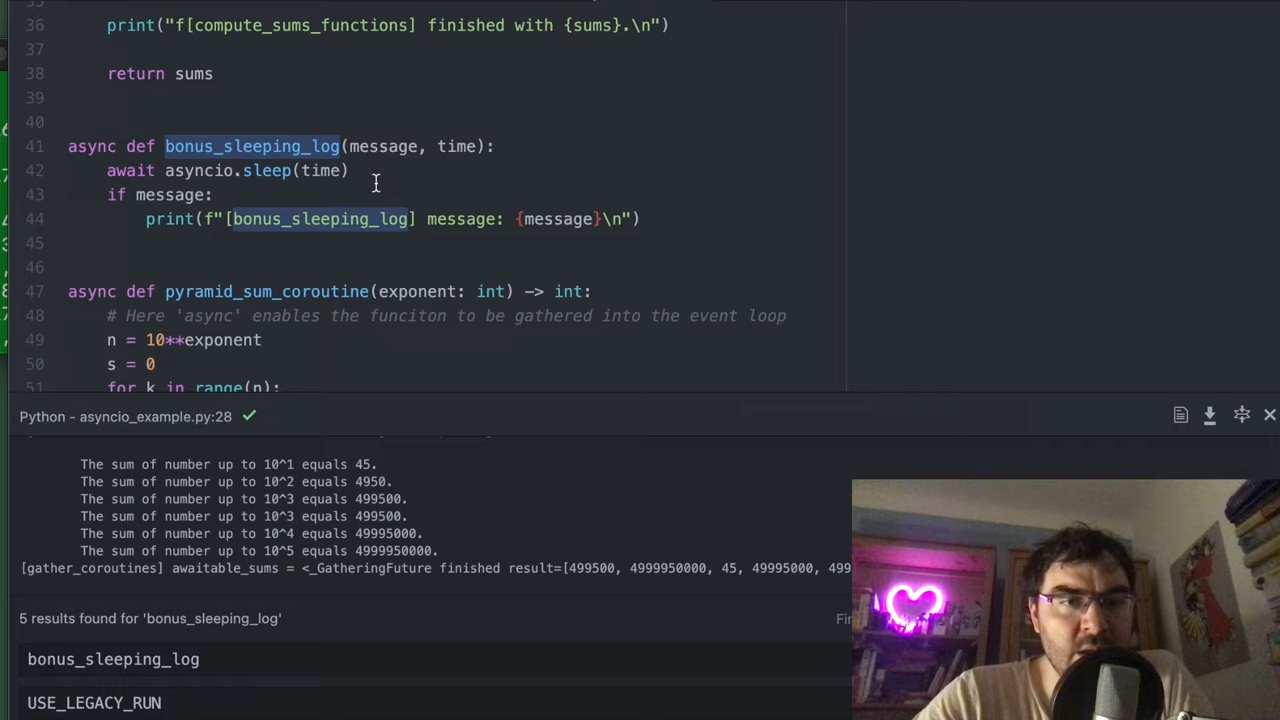 35
36 print("f[compute_sums_functions] finished with {sums}.\n")
37
38 return sums
39
40
41 async def bonus_sleeping_log(message, time):
42 await asyncio.sleep(time)
43 if message:
44 print(f"[bonus_sleeping_log] message: {message}\n")
45
46
47 async def pyramid_sum_coroutine(exponent: int) -> int:
48 # Here 'async' enables the funciton to be gathered into the event loop
49 n = 10**exponent
50 s = 0
51 for k in range(n):
Python - asyncio_example.py:28
The sum of number up to 10^1 equals 45.
The sum of number up to 10^2 equals 4950.
The sum of number up to 10^3 equals 499500.
The sum of number up to 10^3 equals 499500.
The sum of number up to 10^4 equals 49995000.
The sum of number up to 10^5 equals 4999950000.
[gather_coroutines] awaitable_sums = <_GatheringFuture finished result=[499500, 4999950000, 45, 49995000, 499
5 results found for 'bonus_sleeping_log'
Fin
bonus_sleeping_log
USE_LEGACY_RUN